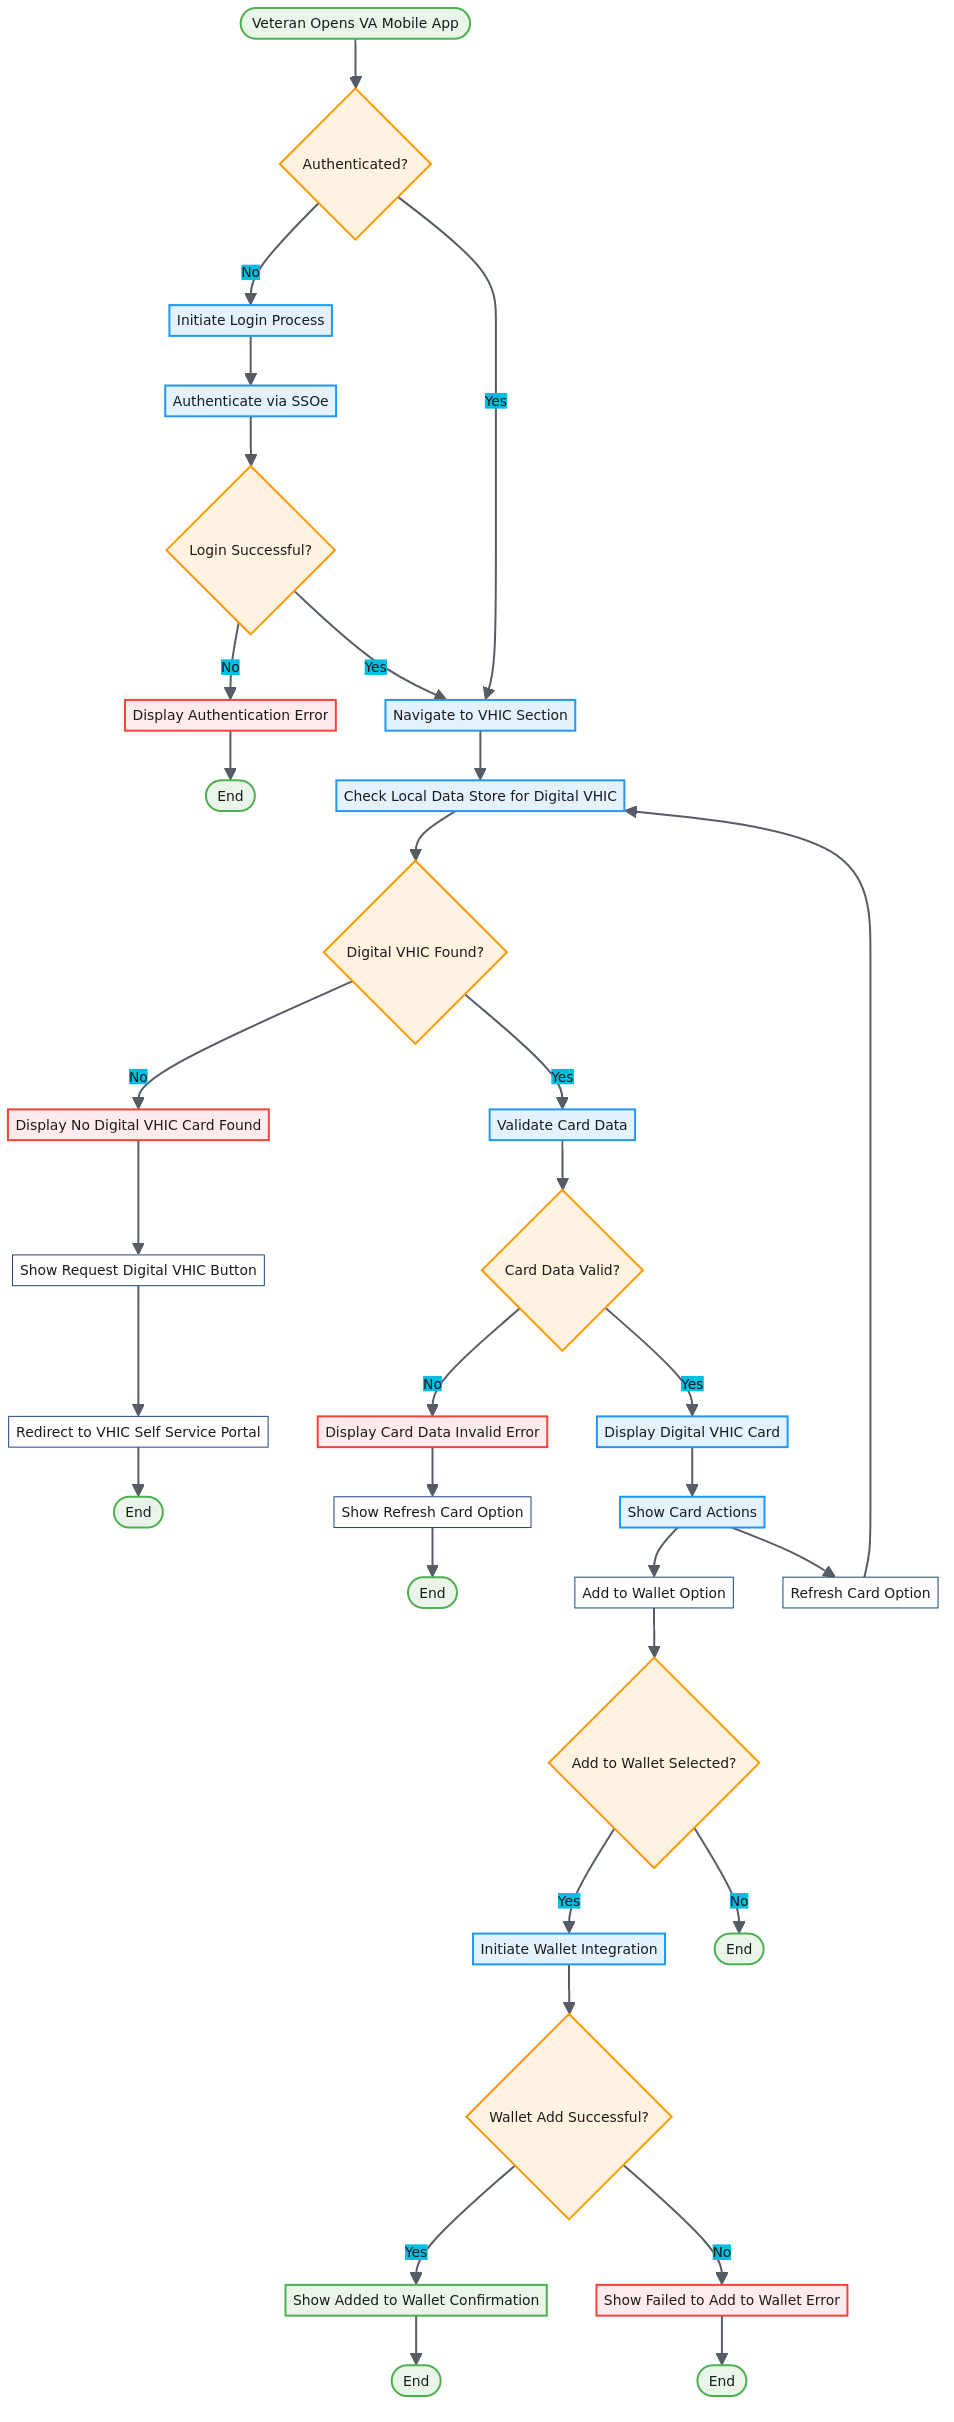 Veteran Opens VA Mobile App
Authenticated?
No
Initiate Login Process
Yes
Authenticate via SSOe
Login Successful?
No
Yes
Display Authentication Error
Navigate to VHIC Section
End
Check Local Data Store for Digital VHIC
Digital VHIC Found?
No
Yes
Display No Digital VHIC Card Found
Validate Card Data
Show Request Digital VHIC Button
Card Data Valid?
No
Yes
Redirect to VHIC Self Service Portal
Display Card Data Invalid Error
Display Digital VHIC Card
End
Show Refresh Card Option
Show Card Actions
End
Add to Wallet Option
Refresh Card Option
Add to Wallet Selected?
Yes
No
Initiate Wallet Integration
End
Wallet Add Successful?
Yes
No
Show Added to Wallet Confirmation
Show Failed to Add to Wallet Error
End
End